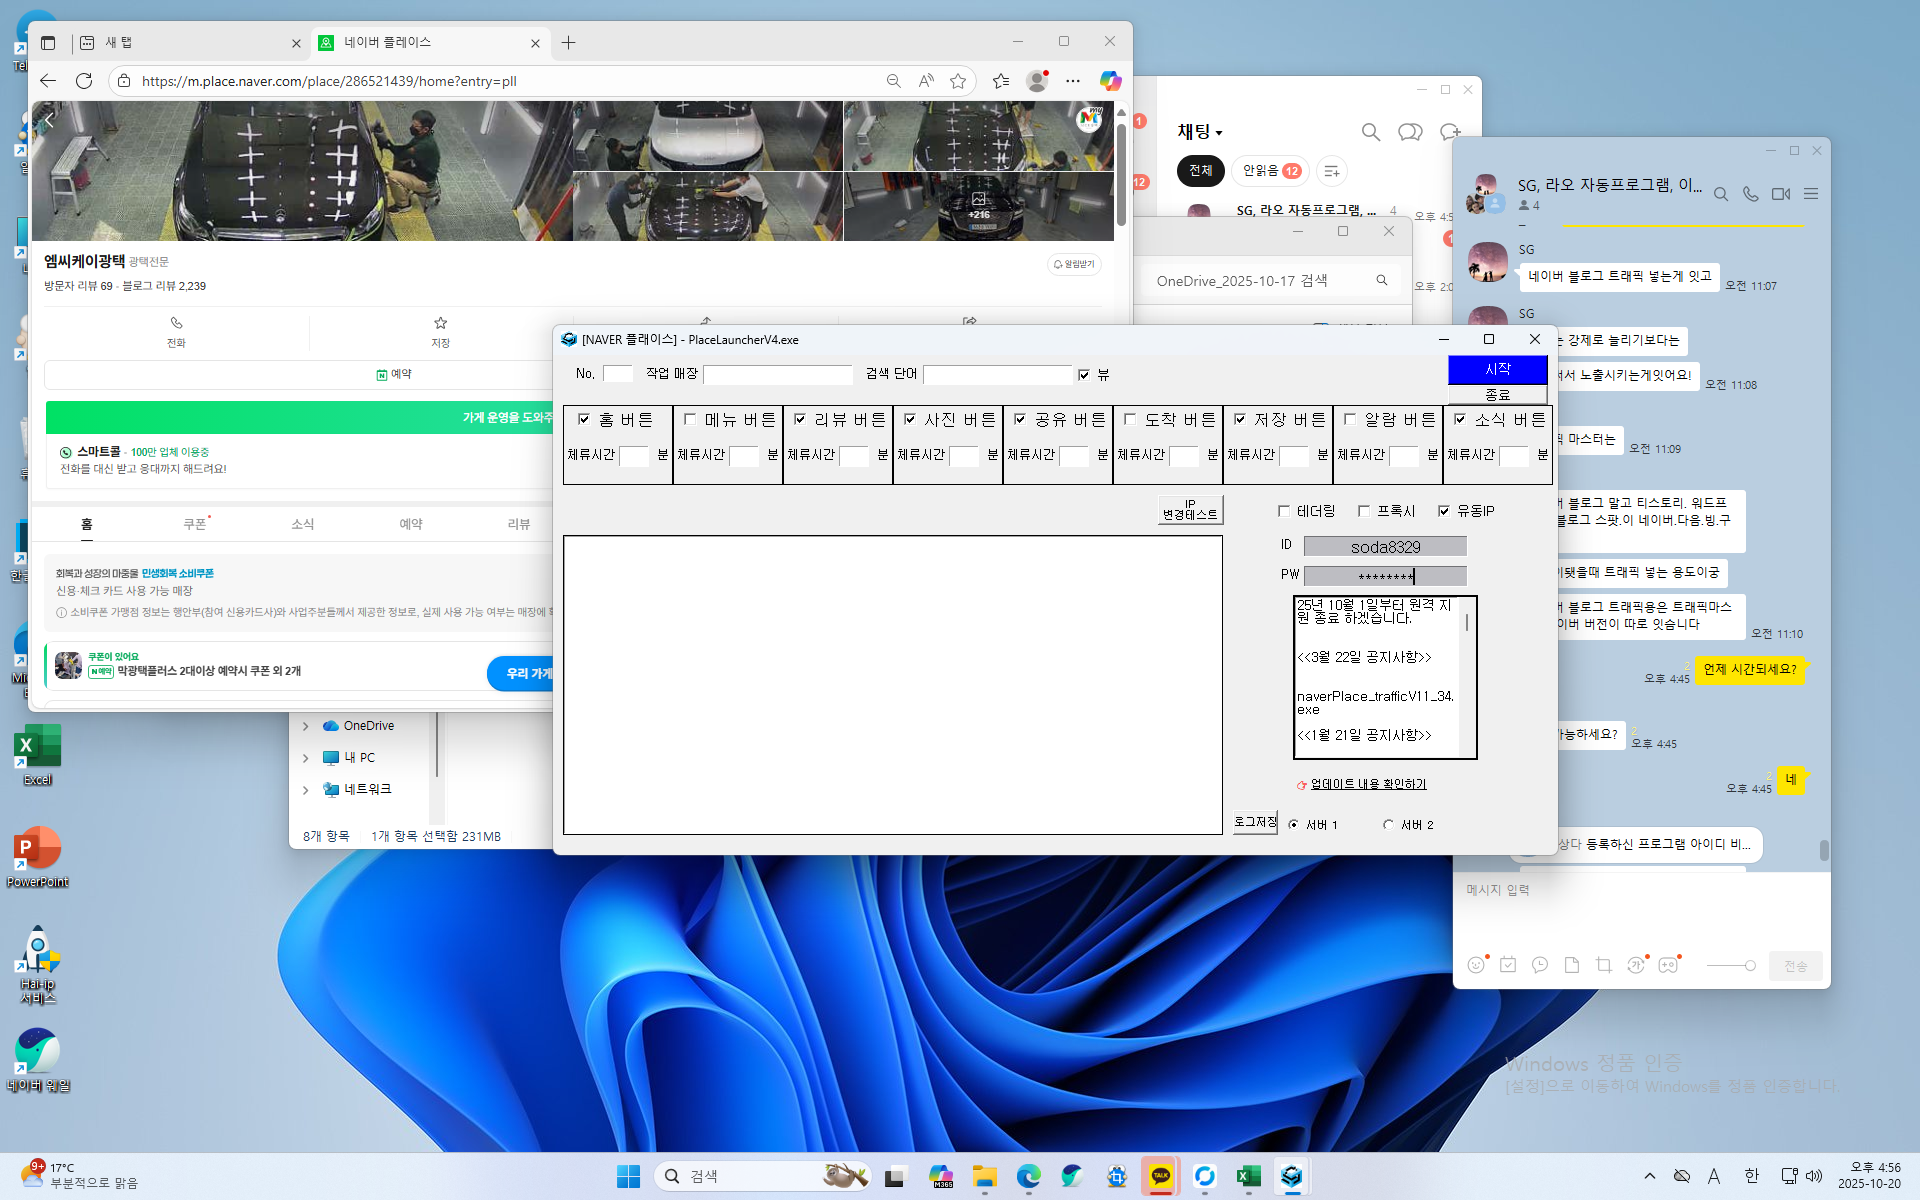 새 탭
네이버 플레이스
https://m.place.naver.com/place/286521439/home?entry=pll
my
+216
엠씨케이광택 광택전문
알림받기
방문자 리뷰 69 · 블로그 리뷰 2,239
전화
저장
예약
가게 운영을 도와주
스마트콜 · 100만 업체 이용중
전화를 대신 받고 응대까지 해드려요!
홈
쿠폰
소식
예약
리뷰
회복과 성장의 마중물 민생회복 소비쿠폰
신용·체크 카드 사용 가능 매장
소비쿠폰 가맹점 정보는 행안부(참여 신용카드사)와 사업주분들께서 제공한 정보로, 실제 사용 가능 여부는 매장에
쿠폰이 있어요
N예약 막광택플러스 2대이상 예약시 쿠폰 외 2개
우리 가게
OneDrive
내 PC
네트워크
8개 항목
1개 항목 선택함 231MB
OneDrive_2025-10-17 검색
1
12
채팅
전체
안읽음 12
SG, 라오 자동프로그램, ...
4
오후 4:5
오후 2:0
[NAVER 플레이스] - PlaceLauncherV4.exe
No.
작업 매장
검색 단어
뷰
시작
종료
홈 버튼
메뉴 버튼
리뷰 버튼
사진 버튼
공유 버튼
도착 버튼
저장 버튼
알람 버튼
소식 버튼
체류시간 분
체류시간 분
체류시간 분
체류시간 분
체류시간 분
체류시간 분
체류시간 분
체류시간 분
체류시간 분
IP
변경테스트
테더링
프록시
유동IP
ID
soda8329
PW
********
25년 10월 1일부터 원격 지
원 종료 하겠습니다.
<<3월 22일 공지사항>>
naverPlace_trafficV11_34.
exe
<<1월 21일 공지사항>>
업데이트 내용 확인하기
로그저장
서버 1
서버 2
SG, 라오 자동프로그램, 이...
4
SG
네이버 블로그 트래픽 넣는게 잇고
오전 11:07
SG
강제로 늘리기보다는
서 노출시키는게잇어요!
오전 11:08
마스터는
오전 11:09
블로그 말고 티스토리. 워드프
블로그 스팟.이 네이버.다음.빙.구
됏을때 트래픽 넣는 용도이궁
블로그 트래픽용은 트래픽마스
이버 버전이 따로 잇습니다
오전 11:10
2
오후 4:45
언제 시간되세요?
가능하세요?
2
오후 4:45
2
오후 4:45
네
상다 등록하신 프로그램 아이디 비...
메시지 입력
전송
Excel
PowerPoint
Hai-ip
서비스
네이버 웨일
Windows 정품 인증
[설정]으로 이동하여 Windows를 정품 인증합니다.
9+
17°C
부분적으로 맑음
검색
M365
TALK
A
한
오후 4:56
2025-10-20